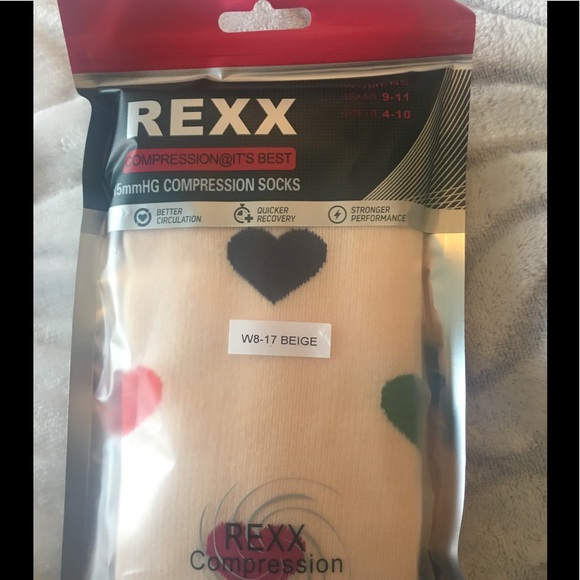 9-11
4-10
REXX
COMPRESSION@IT'S BEST
5mmHG COMPRESSION SOCKS
BETTER CIRCULATION
QUICKER RECOVERY
STRONGER PERFORMANCE
W8-17 BEIGE
REXX
Compression